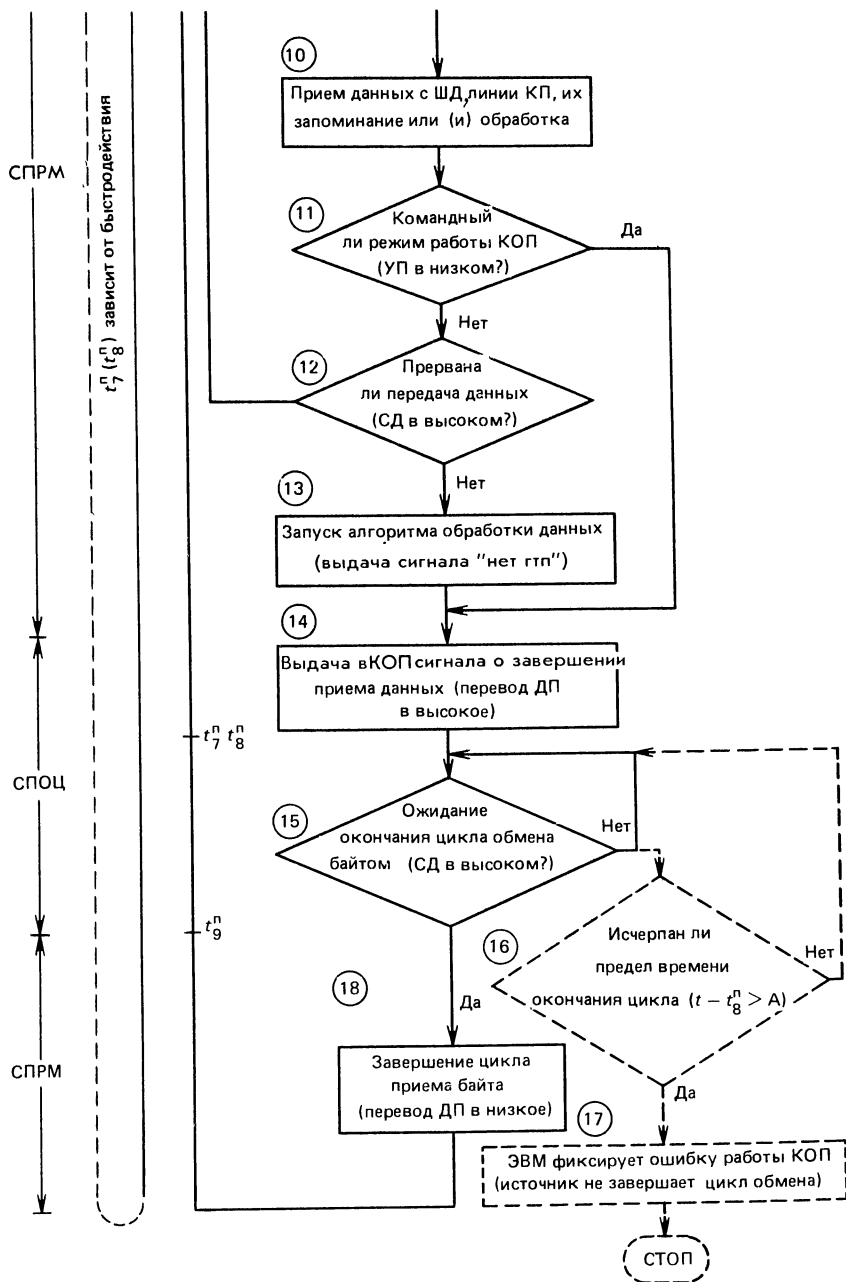 10
Прием данных с ШД, линии КП, их
запоминание или (и) обработка
СПРМ
t₇ⁿ (t₈ⁿ) зависит от быстродействия
11
Командный
ли режим работы КОП
(УП в низком?)
Да
Нет
12
Прервана
ли передача данных
(СД в высоком?)
Нет
13
Запуск алгоритма обработки данных
(выдача сигнала "нет гтп")
14
Выдача в КОП сигнала о завершении
приема данных (перевод ДП
в высокое)
t₇ⁿ t₈ⁿ
СПОЦ
15
Ожидание
окончания цикла обмена
байтом (СД в высоком?)
Нет
t₉ⁿ
16
Исчерпан ли
предел времени
окончания цикла (t – t₈ⁿ > А)
Нет
18
Да
СПРМ
Завершение цикла
приема байта
(перевод ДП в низкое)
Да
17
ЭВМ фиксирует ошибку работы КОП
(источник не завершает цикл обмена)
СТОП